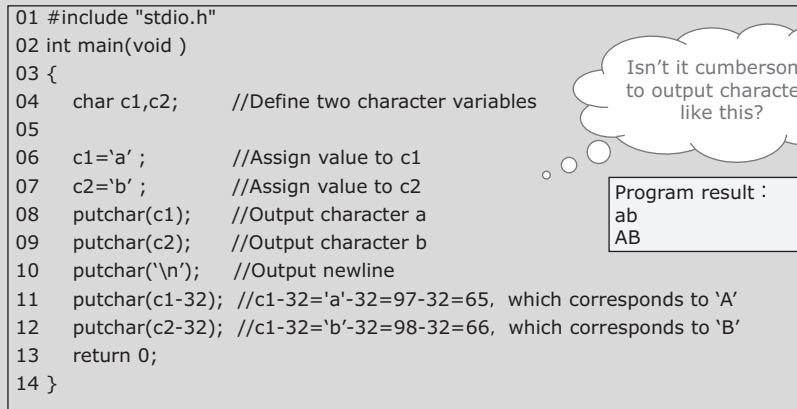 01 #include "stdio.h"
02 int main(void )
03 {
04 char c1,c2; //Define two character variables
05
06 c1=‘a’ ; //Assign value to c1
07 c2=‘b’ ; //Assign value to c2
08 putchar(c1); //Output character a
09 putchar(c2); //Output character b
10 putchar(‘\n’); //Output newline
11 putchar(c1-32); //c1-32='a'-32=97-32=65, which corresponds to ‘A’
12 putchar(c2-32); //c1-32=‘b’-32=98-32=66, which corresponds to ‘B’
13 return 0;
14 }
Isn’t it
to output
like this?
Program result：
ab
AB